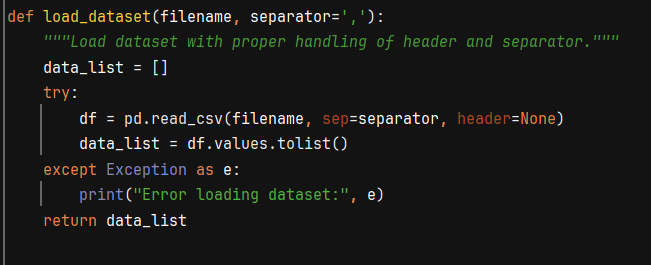 def load_dataset(filename, separator=','):
    """Load dataset with proper handling of header and separator."""
    data_list = []
    try:
        df = pd.read_csv(filename, sep=separator, header=None)
        data_list = df.values.tolist()
    except Exception as e:
        print("Error loading dataset:", e)
    return data_list